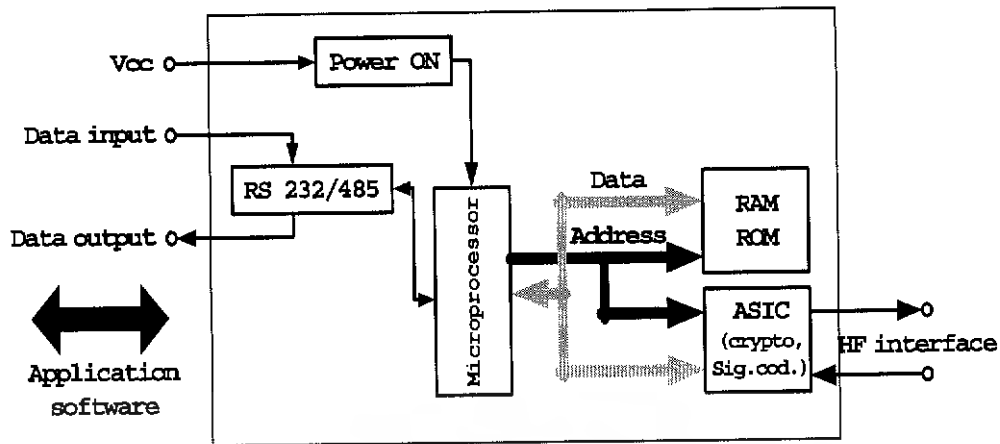 Vcc
Power ON
Data input
RS 232/485
Data output
Microprocessor
Data
Address
RAM
ROM
ASIC
(crypto,
Sig.cod.)
HF interface
Application
software